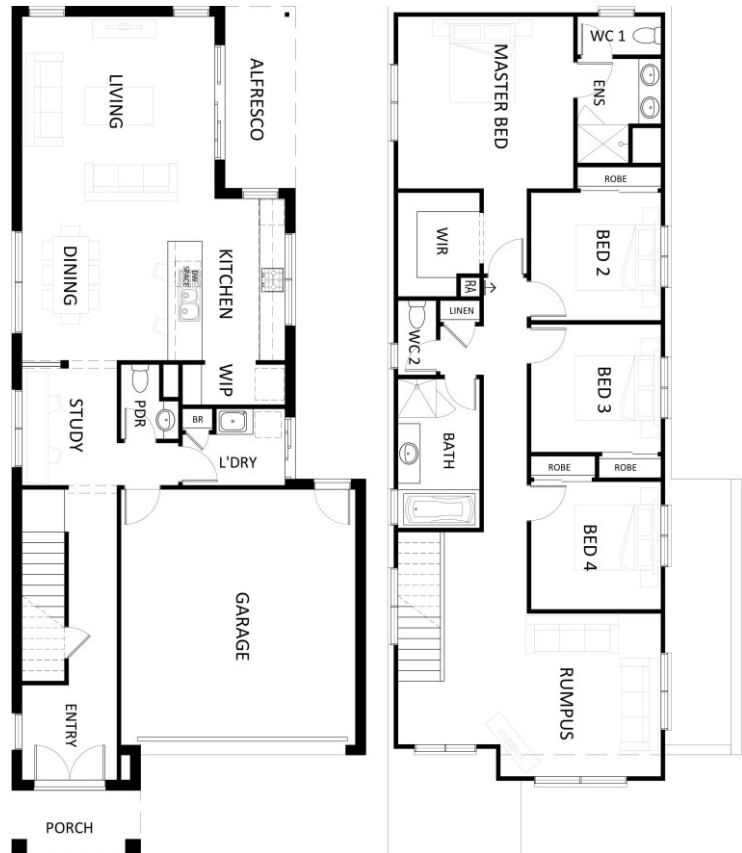 LIVING
ALFRESCO
DINING
KITCHEN
DW
SPACE
WIP
STUDY
PDR
BR
L'DRY
GARAGE
ENTRY
PORCH
WC 1
MASTER BED
ENS
ROBE
WIR
BED 2
RA
LINEN
WC 2
BED 3
BATH
ROBE
ROBE
BED 4
RUMPUS